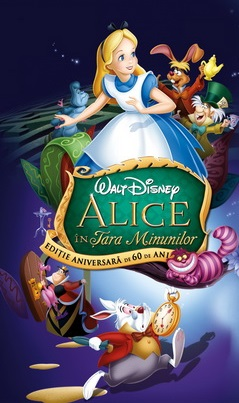 WALT DISNEY
ALICE
ÎN Țara Minunilor
EDIȚIE ANIVERSARĂ DE 60 DE ANI